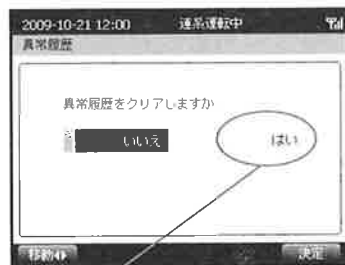 2009-10-21 12:00 連系運転中
異常履歴
異常履歴をクリアしますか
いいえ はい
移動 決定